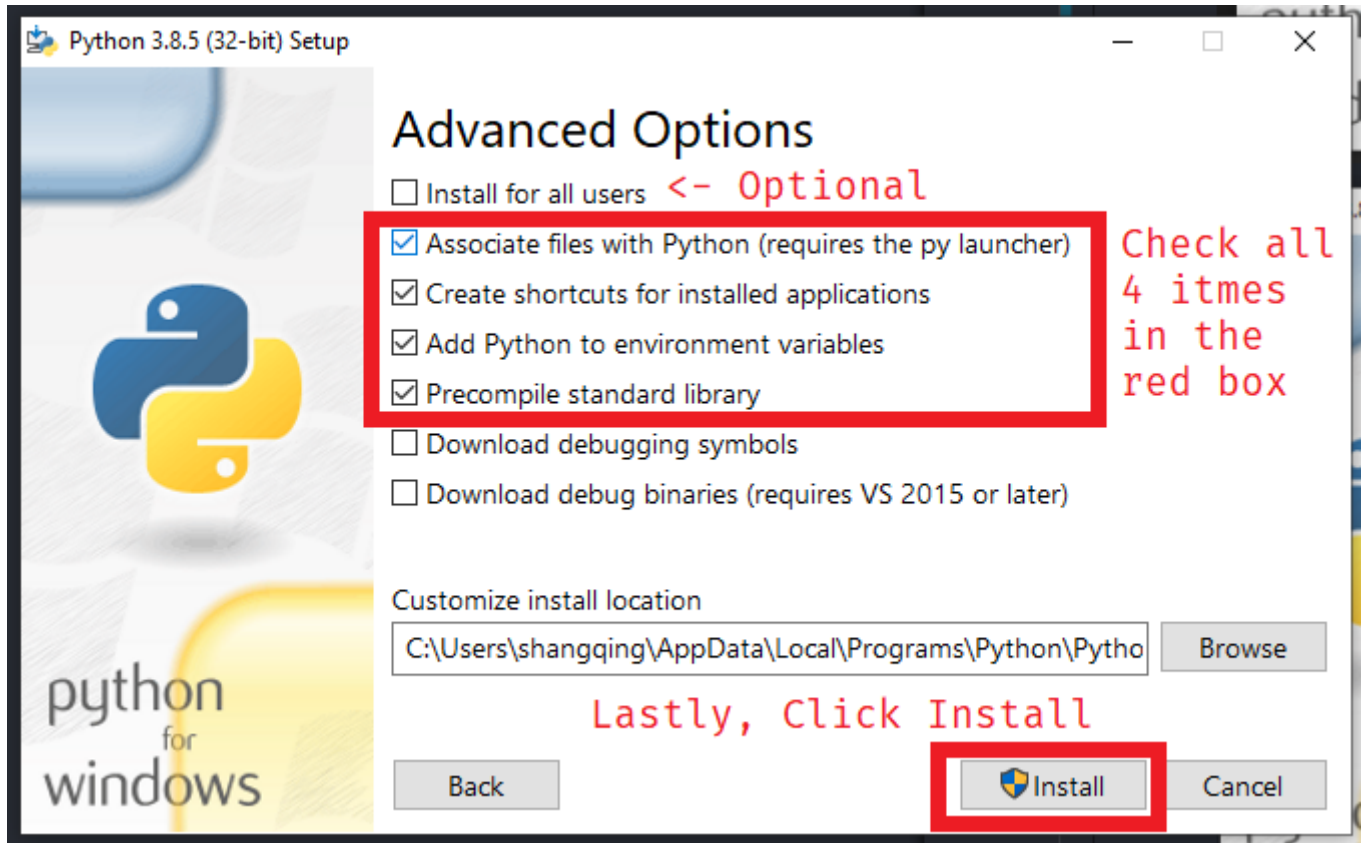 Python 3.8.5 (32-bit) Setup
Advanced Options
Install for all users <- Optional
Associate files with Python (requires the py launcher)
Create shortcuts for installed applications
Add Python to environment variables
Precompile standard library
Check all
4 itmes
in the
red box
Download debugging symbols
Download debug binaries (requires VS 2015 or later)
Customize install location
C:\Users\shangqing\AppData\Local\Programs\Python\Pytho
Browse
Lastly, Click Install
python
for
windows
Back
Install
Cancel